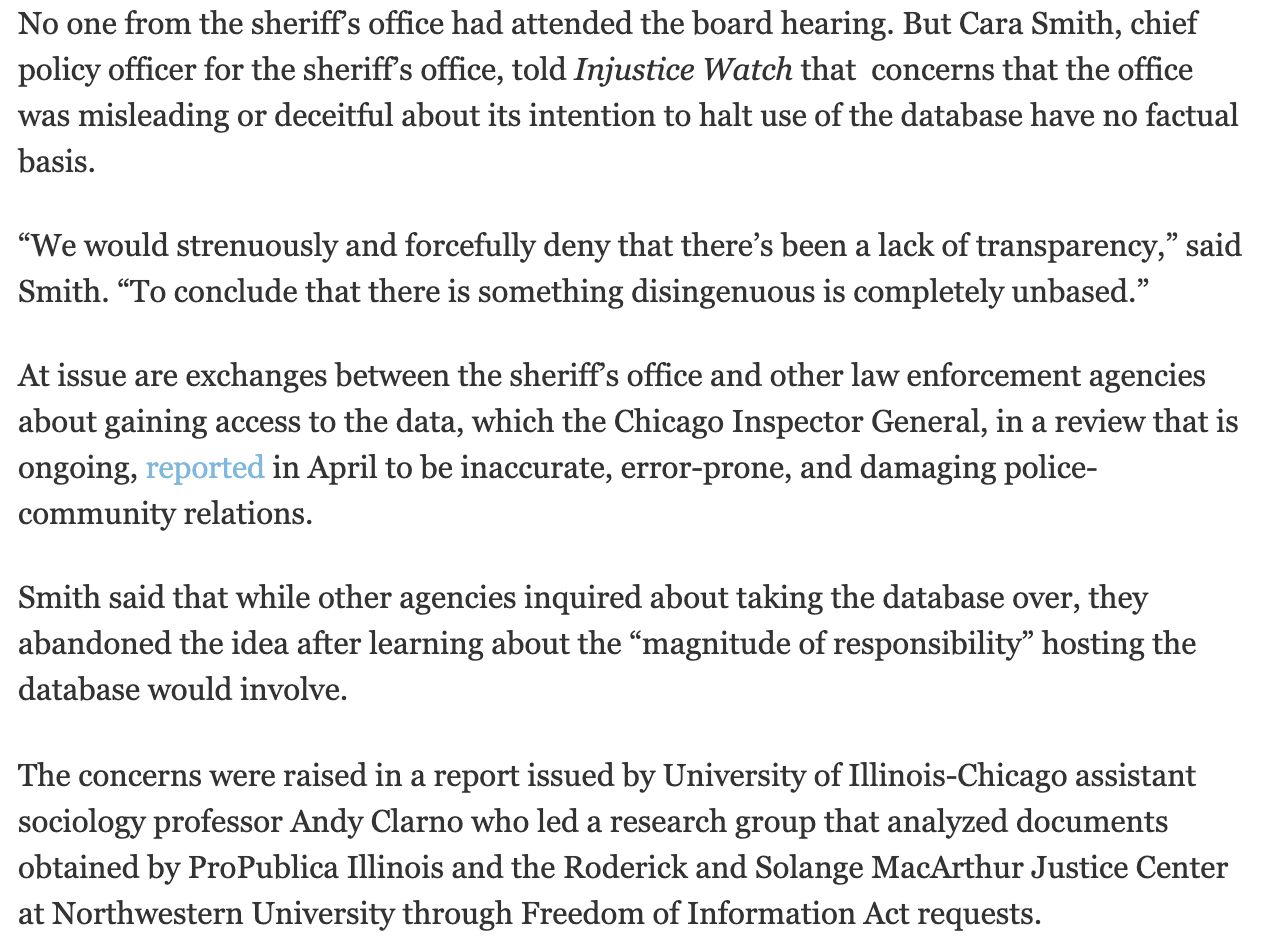 No one from the sheriff’s office had attended the board hearing. But Cara Smith, chief
policy officer for the sheriff’s office, told Injustice Watch that  concerns that the office
was misleading or deceitful about its intention to halt use of the database have no factual
basis.
“We would strenuously and forcefully deny that there’s been a lack of transparency,” said
Smith. “To conclude that there is something disingenuous is completely unbased.”
At issue are exchanges between the sheriff’s office and other law enforcement agencies
about gaining access to the data, which the Chicago Inspector General, in a review that is
ongoing, reported in April to be inaccurate, error-prone, and damaging police-
community relations.
Smith said that while other agencies inquired about taking the database over, they
abandoned the idea after learning about the “magnitude of responsibility” hosting the
database would involve.
The concerns were raised in a report issued by University of Illinois-Chicago assistant
sociology professor Andy Clarno who led a research group that analyzed documents
obtained by ProPublica Illinois and the Roderick and Solange MacArthur Justice Center
at Northwestern University through Freedom of Information Act requests.